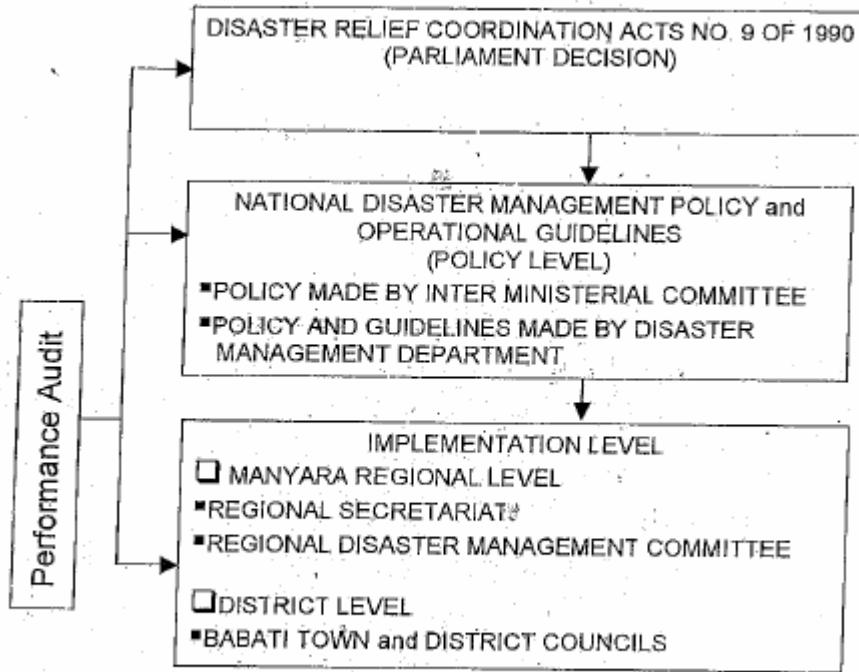 DISASTER RELIEF COORDINATION ACTS NO. 9 OF 1990
(PARLIAMENT DECISION)
NATIONAL DISASTER MANAGEMENT POLICY and
OPERATIONAL GUIDELINES
(POLICY LEVEL)
▪POLICY MADE BY INTER MINISTERIAL COMMITTEE
▪POLICY AND GUIDELINES MADE BY DISASTER
MANAGEMENT DEPARTMENT
Performance Audit
IMPLEMENTATION LEVEL
❑ MANYARA REGIONAL LEVEL
▪REGIONAL SECRETARIAT
▪REGIONAL DISASTER MANAGEMENT COMMITTEE
❑DISTRICT LEVEL
▪BABATI TOWN and DISTRICT COUNCILS